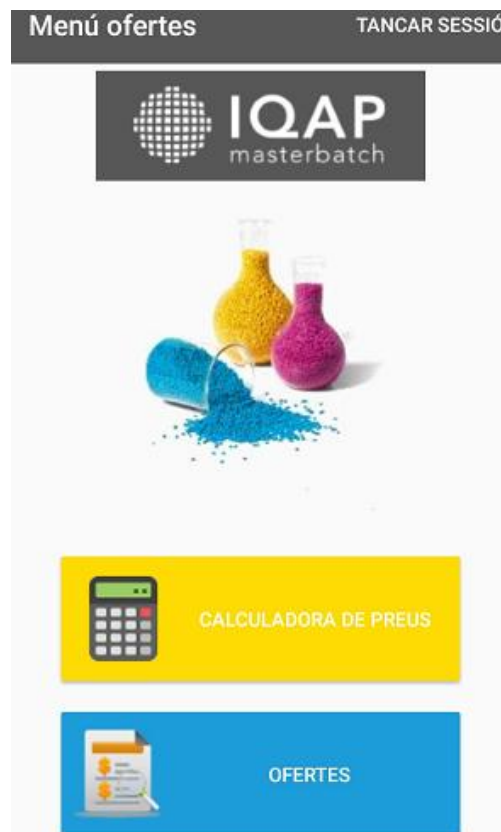 Menú ofertes
TANCAR SESSIÓ
IQAP
masterbatch
CALCULADORA DE PREUS
OFERTES